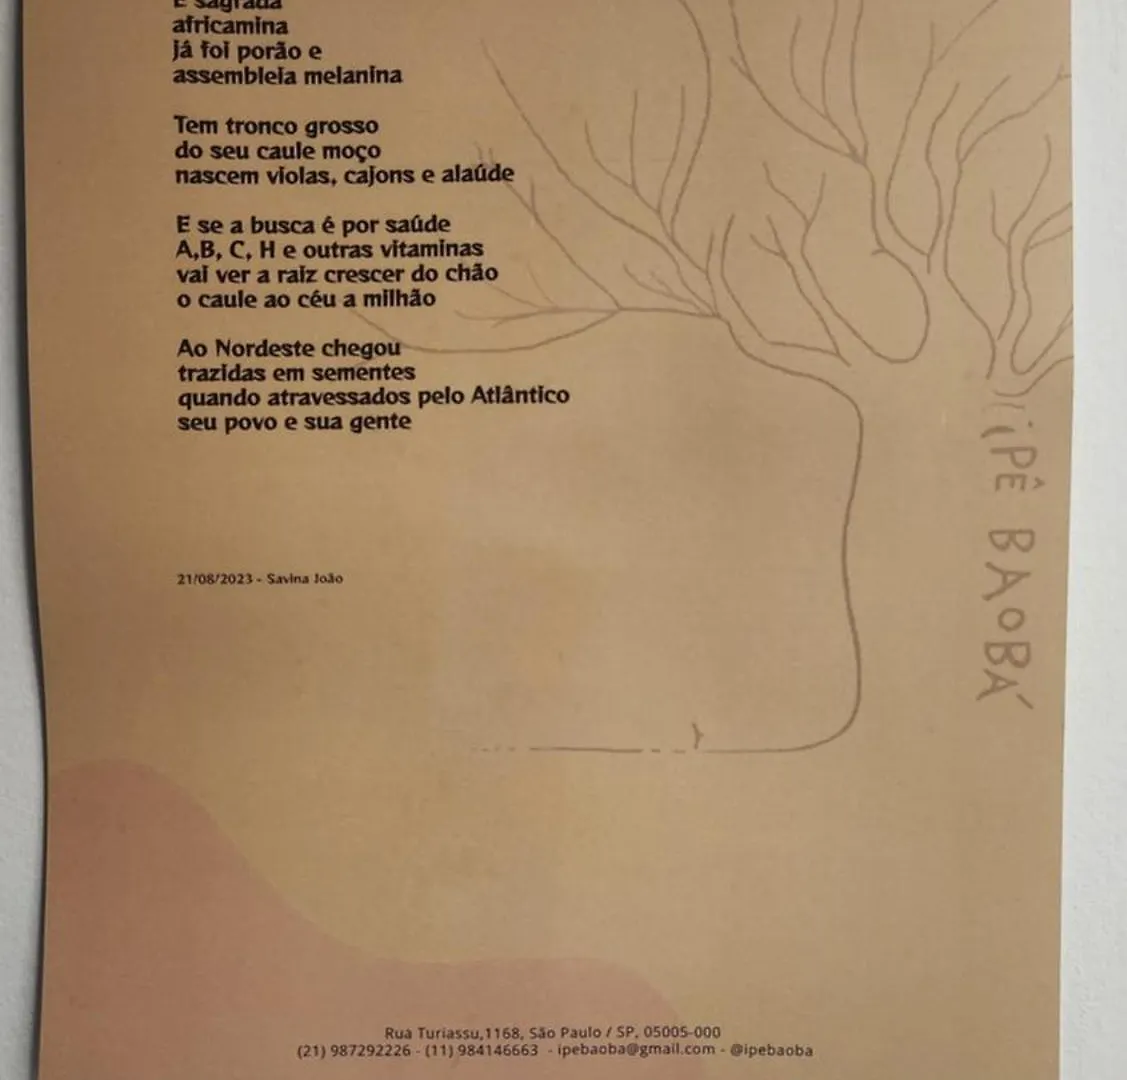 É sagrada
africamina
já foi porão e
assembleia melanina
Tem tronco grosso
do seu caule moço
nascem violas, cajons e alaúde
E se a busca é por saúde
A,B, C, H e outras vitaminas
vai ver a raiz crescer do chão
o caule ao céu a milhão
Ao Nordeste chegou
trazidas em sementes
quando atravessados pelo Atlântico
seu povo e sua gente
21/08/2023 - Savina João
iPÊ BAOBÁ
Rua Turiassu,1168, São Paulo / SP, 05005-000
(21) 987292226 - (11) 984146663 - ipebaoba@gmail.com - @ipebaoba